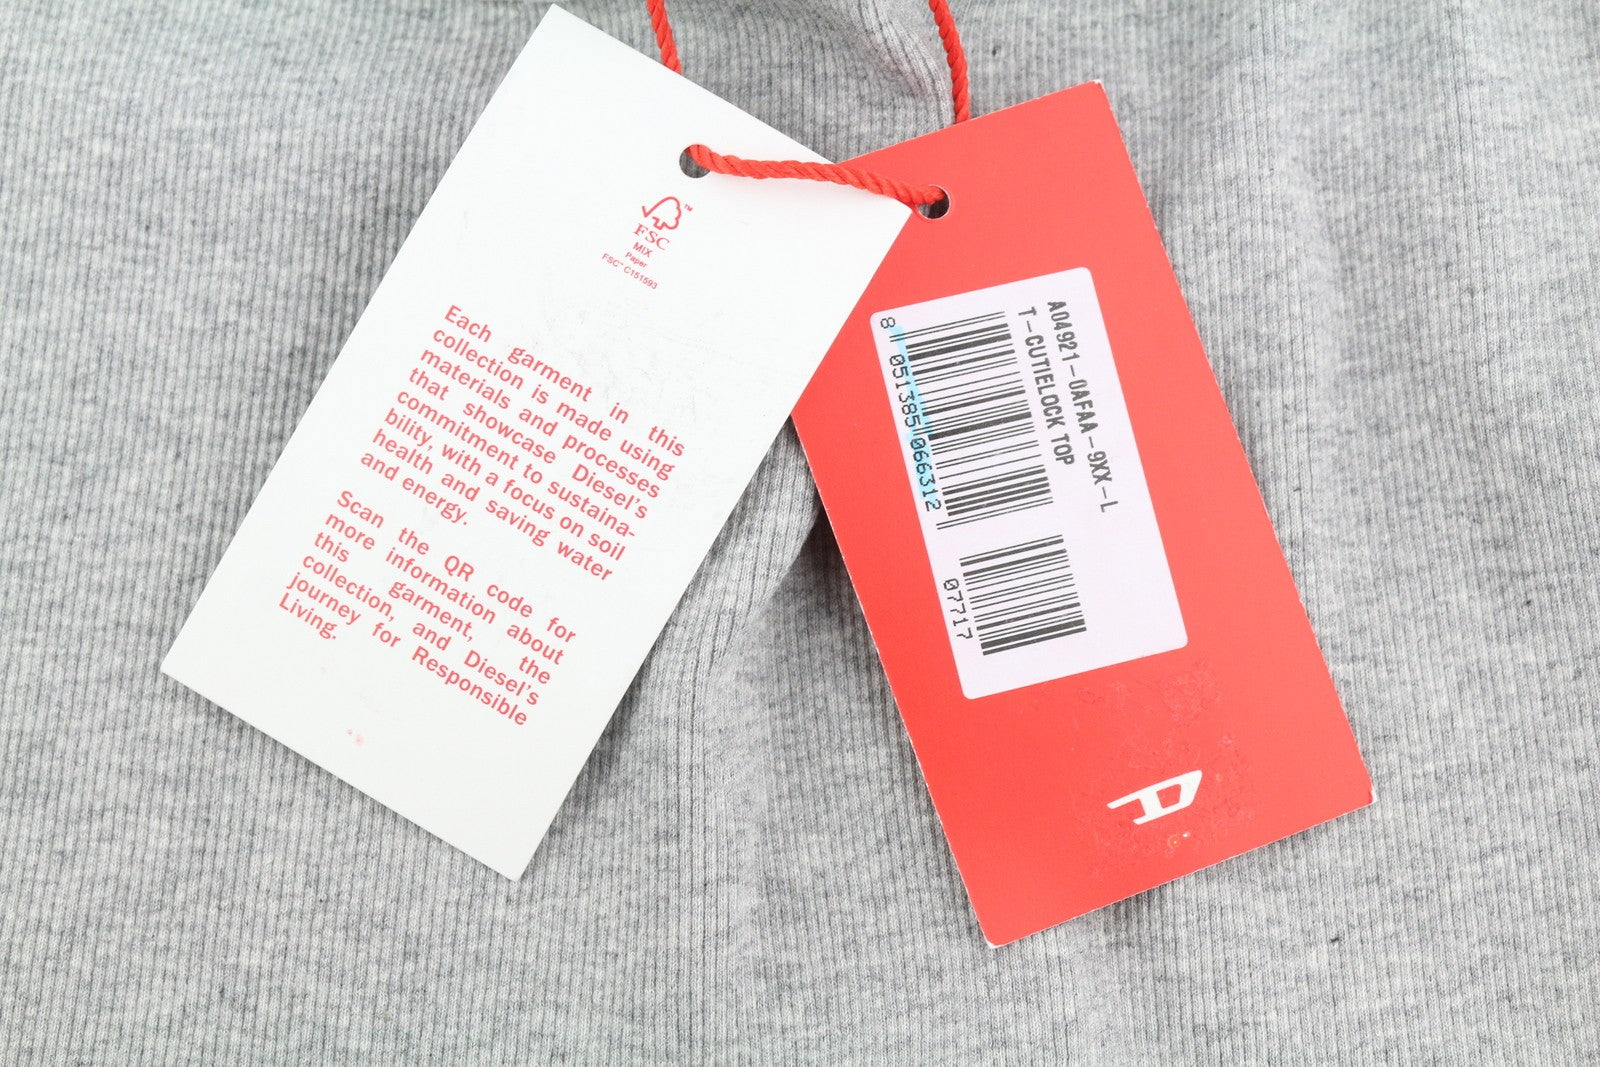 FSC™
MIX
Paper
FSC™ C151593
Each garment in this
collection is made using
materials and processes
that showcase Diesel's
commitment to sustaina-
bility, with a focus on soil
health and saving water
and energy.
Scan the QR code for
more information about
this garment, the
collection, and Diesel's
journey for Responsible
Living.
A04921-0AFAA-9XX-L
T-CUTIELOCK TOP
8 051385 066312
07717